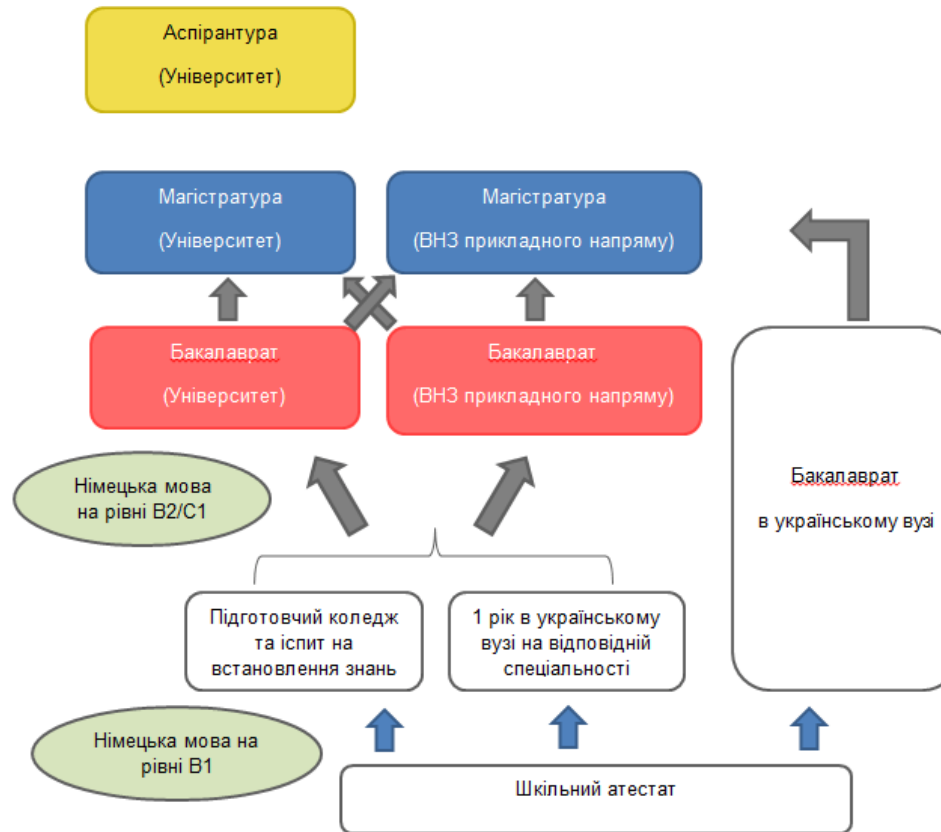 Аспірантура
(Університет)
Магістратура
(Університет)
Магістратура
(ВНЗ прикладного напряму)
Бакалаврат
(Університет)
Бакалаврат
(ВНЗ прикладного напряму)
Німецька мова
на рівні B2/C1
Бакалаврат
в українському вузі
Підготовчий коледж
та іспит на
встановлення знань
1 рік в українському
вузі на відповідній
спеціальності
Німецька мова на
рівні B1
Шкільний атестат